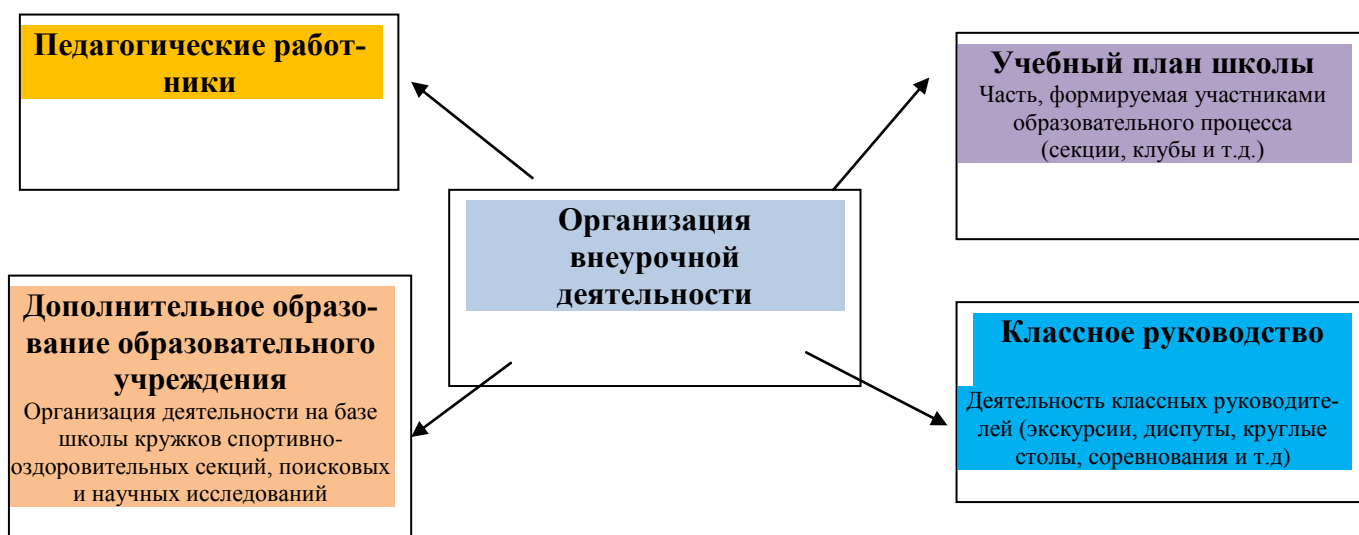 Педагогические работ-
ники
Учебный план школы
Часть, формируемая участниками
образовательного процесса
(секции, клубы и т.д.)
Организация
внеурочной
деятельности
Дополнительное образо-
вание образовательного
учреждения
Организация деятельности на базе
школы кружков спортивно-
оздоровительных секций, поисковых
и научных исследований
Классное руководство
Деятельность классных руководите-
лей (экскурсии, диспуты, круглые
столы, соревнования и т.д)